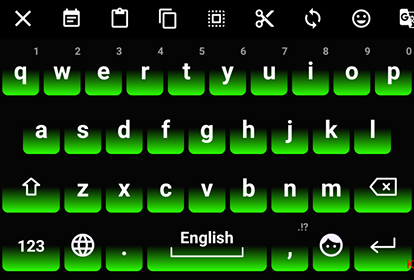 1 2 3 4 5 6 7 8 9 0
q w e r t y u i o p
a s d f g h j k l
z x c v b n m
.!?
123 . English ,